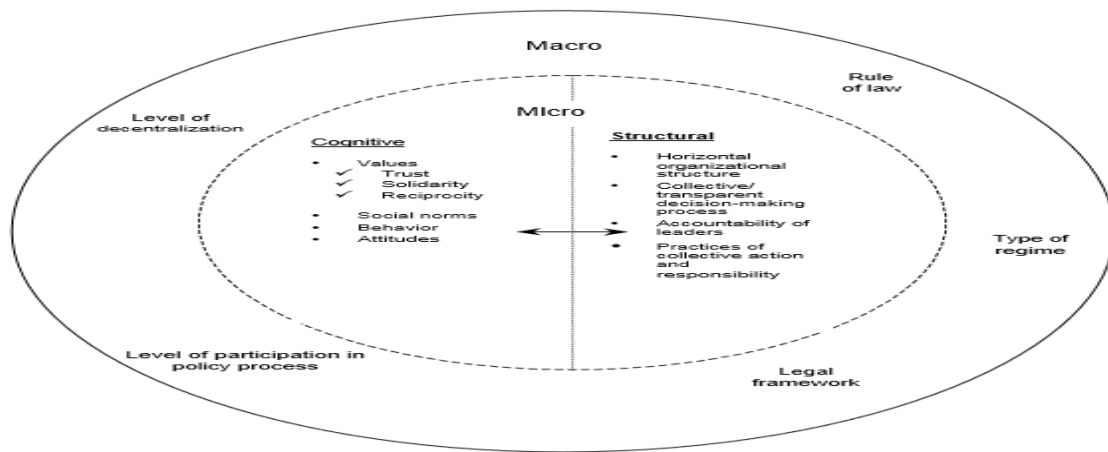 Macro
Rule
of law
Level of
decentralization
MIcro
Cognitive
• Values
✓ Trust
✓ Solidarity
✓ Reciprocity
• Social norms
• Behavior
• Attitudes
Structural
• Horizontal
organizational
structure
• Collective/
transparent
decision-making
process
• Accountability of
leaders
• Practices of
collective action
and
responsibility
Type of
regime
Level of participation in
policy process
Legal
framework